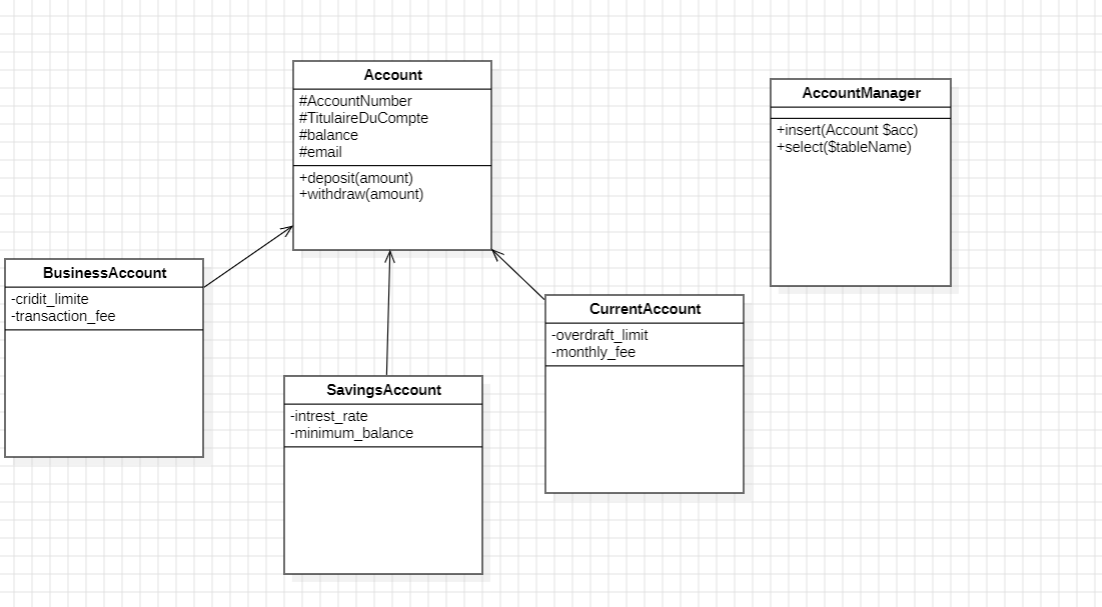 Account
#AccountNumber
#TitulaireDuCompte
#balance
#email
+deposit(amount)
+withdraw(amount)
AccountManager
+insert(Account $acc)
+select($tableName)
BusinessAccount
-cridit_limite
-transaction_fee
SavingsAccount
-intrest_rate
-minimum_balance
CurrentAccount
-overdraft_limit
-monthly_fee